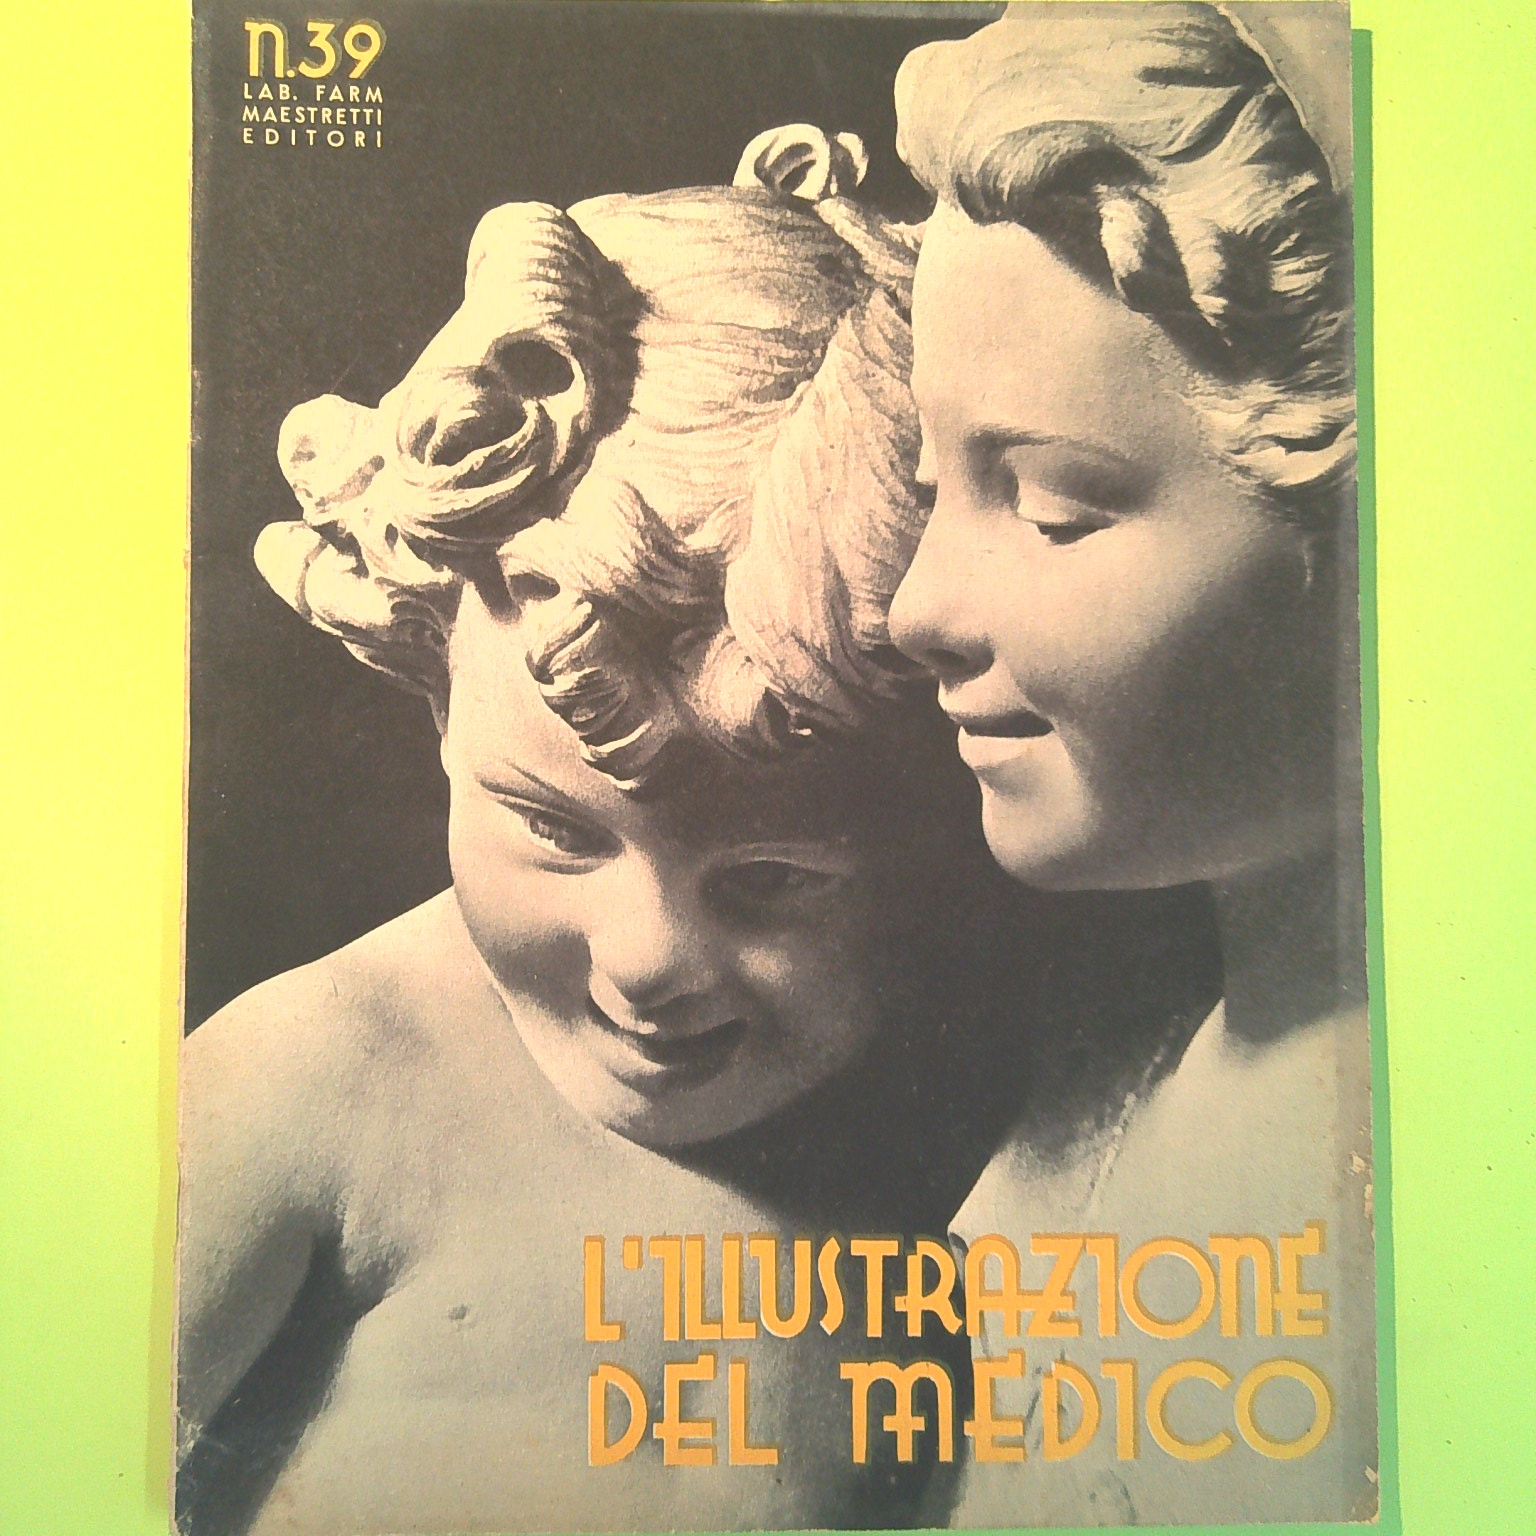 n.39
LAB. FARM
MAESTRETTI
EDITORI
L'ILLUSTRAZIONE
DEL MEDICO